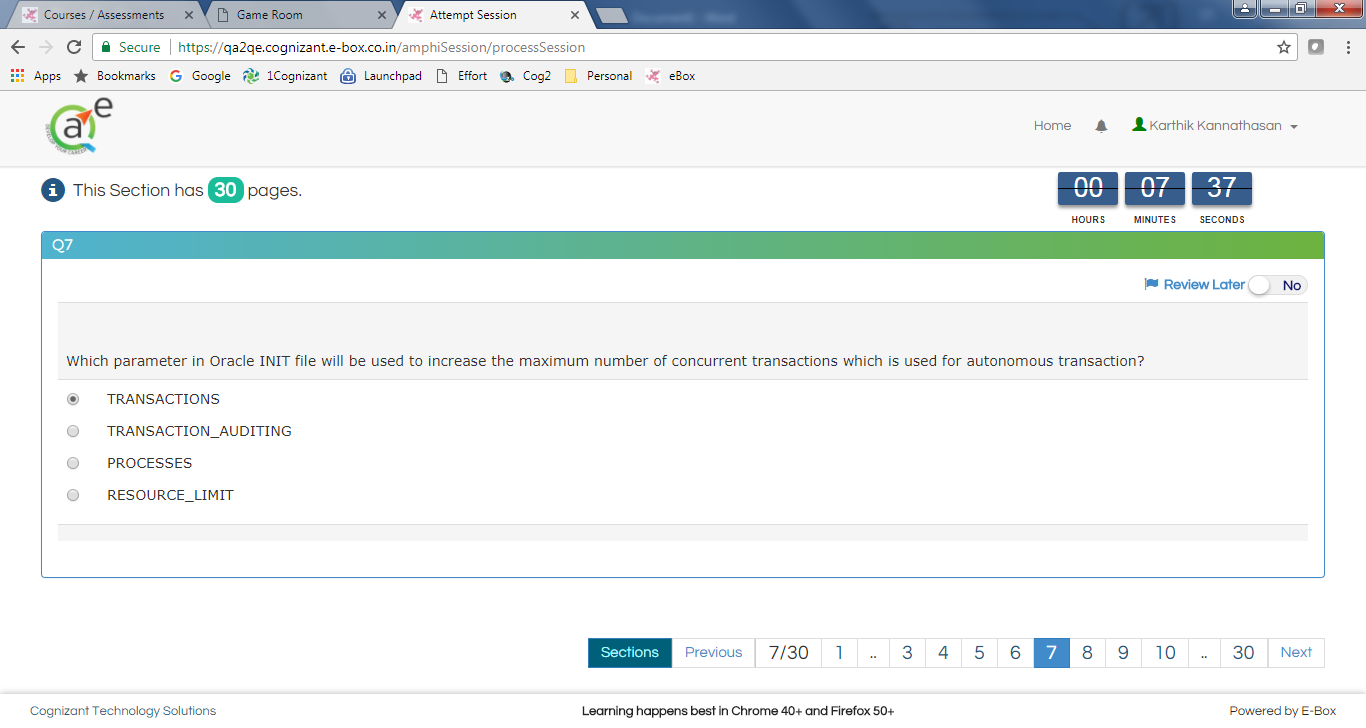 Courses / Assessments
Game Room
Attempt Session
Secure
https://qa2qe.cognizant.e-box.co.in/amphiSession/processSession
Apps
Bookmarks
Google
1Cognizant
Launchpad
Effort
Cog2
Personal
eBox
a e
Home
Karthik Kannathasan
This Section has 30 pages.
00 07 37
HOURS MINUTES SECONDS
Q7
Review Later No
Which parameter in Oracle INIT file will be used to increase the maximum number of concurrent transactions which is used for autonomous transaction?
TRANSACTIONS
TRANSACTION_AUDITING
PROCESSES
RESOURCE_LIMIT
Sections Previous 7/30 1 .. 3 4 5 6 7 8 9 10 .. 30 Next
Cognizant Technology Solutions
Learning happens best in Chrome 40+ and Firefox 50+
Powered by E-Box